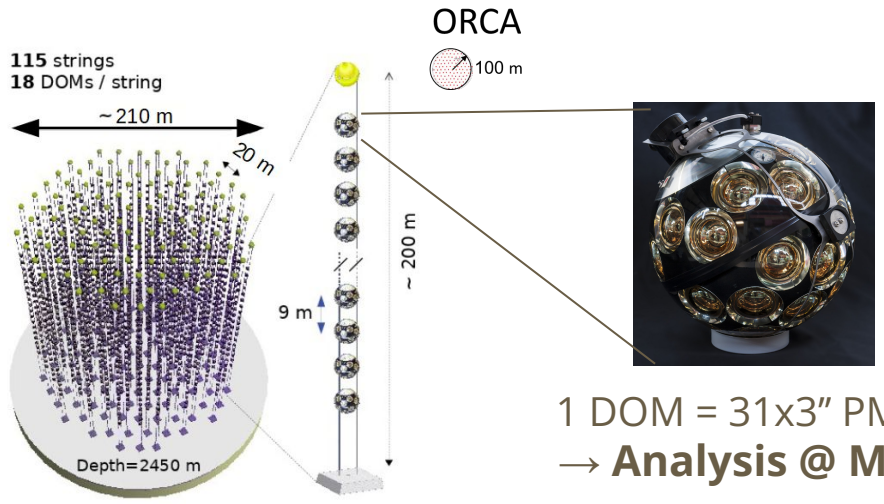 ORCA
100 m
115 strings
18 DOMs / string
~210 m
20 m
~ 200 m
9 m
Depth=2450 m
1 DOM = 31x3” PM
→ Analysis @ M